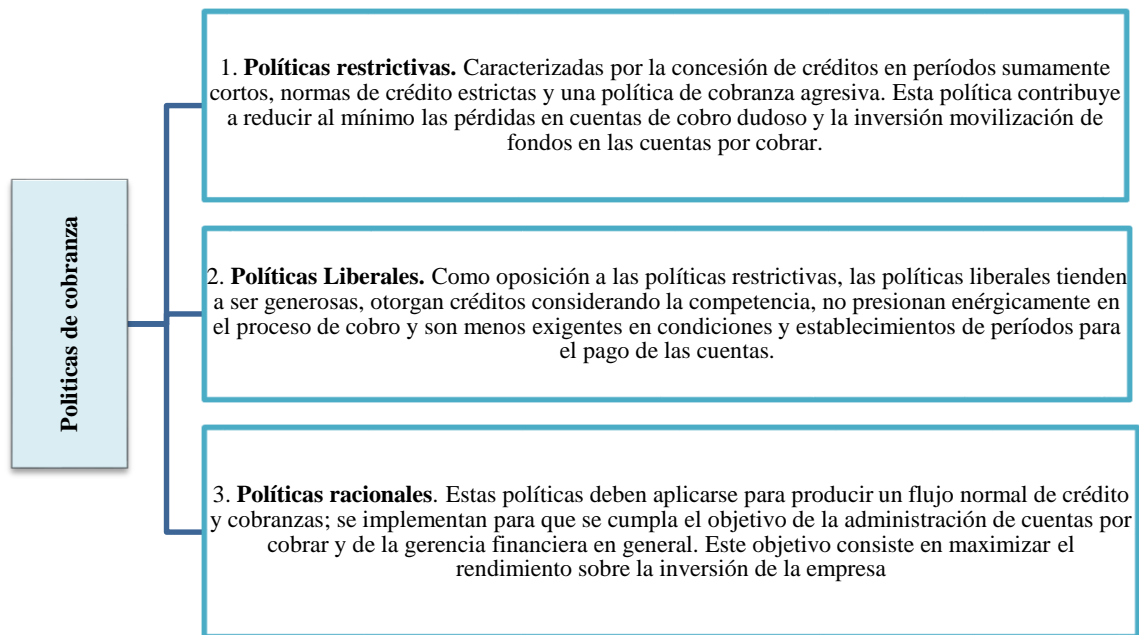 Politicas de cobranza
1. Políticas restrictivas. Caracterizadas por la concesión de créditos en períodos sumamente
cortos, normas de crédito estrictas y una política de cobranza agresiva. Esta política contribuye
a reducir al mínimo las pérdidas en cuentas de cobro dudoso y la inversión movilización de
fondos en las cuentas por cobrar.
2. Políticas Liberales. Como oposición a las políticas restrictivas, las políticas liberales tienden
a ser generosas, otorgan créditos considerando la competencia, no presionan enérgicamente en
el proceso de cobro y son menos exigentes en condiciones y establecimientos de períodos para
el pago de las cuentas.
3. Políticas racionales. Estas políticas deben aplicarse para producir un flujo normal de crédito
y cobranzas; se implementan para que se cumpla el objetivo de la administración de cuentas por
cobrar y de la gerencia financiera en general. Este objetivo consiste en maximizar el
rendimiento sobre la inversión de la empresa